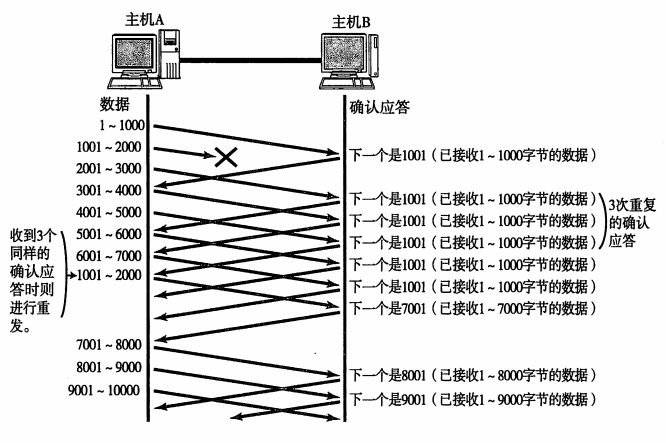 主机A
主机B
数据
确认应答
1～1000
1001～2000
下一个是1001（已接收1～1000字节的数据）
2001～3000
3001～4000
下一个是1001（已接收1～1000字节的数据）
4001～5000
下一个是1001（已接收1～1000字节的数据）
5001～6000
下一个是1001（已接收1～1000字节的数据）
3次重复
的确认
应答
6001～7000
下一个是1001（已接收1～1000字节的数据）
1001～2000
下一个是1001（已接收1～1000字节的数据）
收到3个
同样的
确认应
答时则
进行重
发。
下一个是7001（已接收1～7000字节的数据）
7001～8000
8001～9000
下一个是8001（已接收1～8000字节的数据）
9001～10000
下一个是9001（已接收1～9000字节的数据）